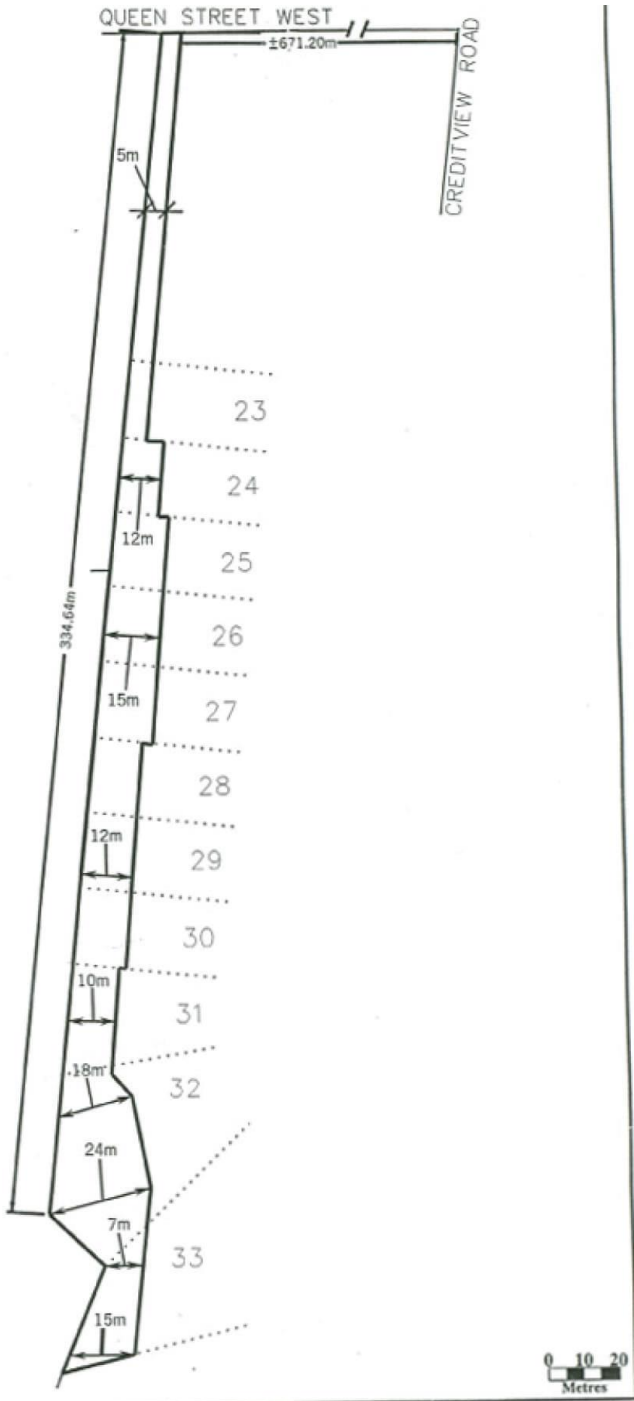 QUEEN STREET WEST
±671.20m
CREDITVIEW ROAD
5m
23
24
12m
25
334.64m
26
15m
27
28
12m
29
30
10m
31
18m
32
24m
7m
33
15m
0 10 20
Metres